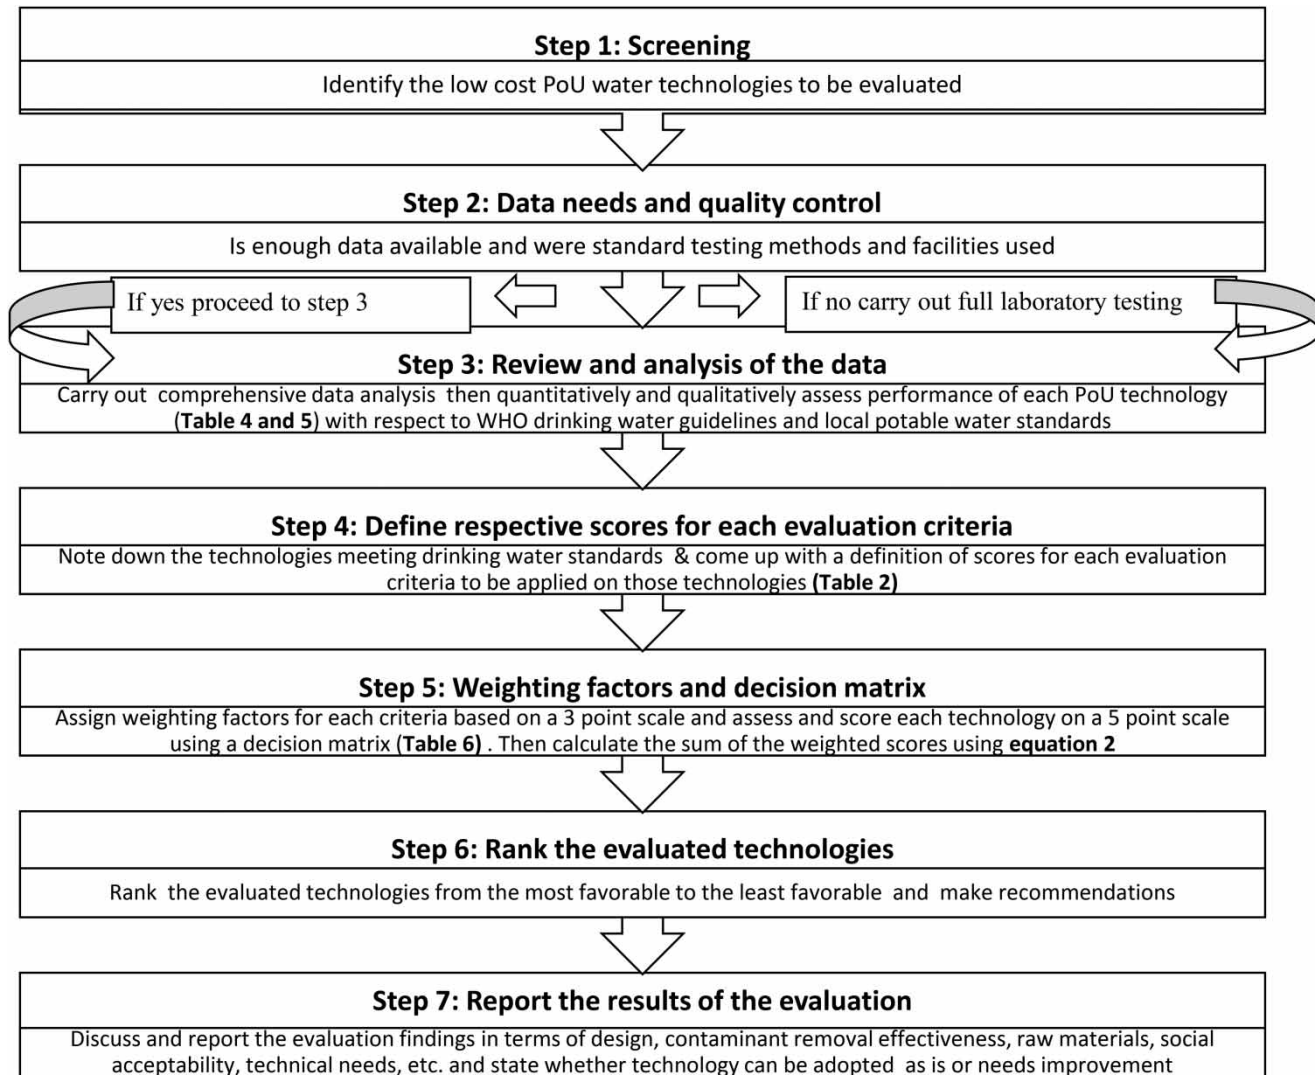 Step 1: Screening
Identify the low cost PoU water technologies to be evaluated
Step 2: Data needs and quality control
Is enough data available and were standard testing methods and facilities used
If yes proceed to step 3
If no carry out full laboratory testing
Step 3: Review and analysis of the data
Carry out comprehensive data analysis then quantitatively and qualitatively assess performance of each PoU technology
(Table 4 and 5) with respect to WHO drinking water guidelines and local potable water standards
Step 4: Define respective scores for each evaluation criteria
Note down the technologies meeting drinking water standards & come up with a definition of scores for each evaluation
criteria to be applied on those technologies (Table 2)
Step 5: Weighting factors and decision matrix
Assign weighting factors for each criteria based on a 3 point scale and assess and score each technology on a 5 point scale
using a decision matrix (Table 6) . Then calculate the sum of the weighted scores using equation 2
Step 6: Rank the evaluated technologies
Rank the evaluated technologies from the most favorable to the least favorable and make recommendations
Step 7: Report the results of the evaluation
Discuss and report the evaluation findings in terms of design, contaminant removal effectiveness, raw materials, social
acceptability, technical needs, etc. and state whether technology can be adopted as is or needs improvement